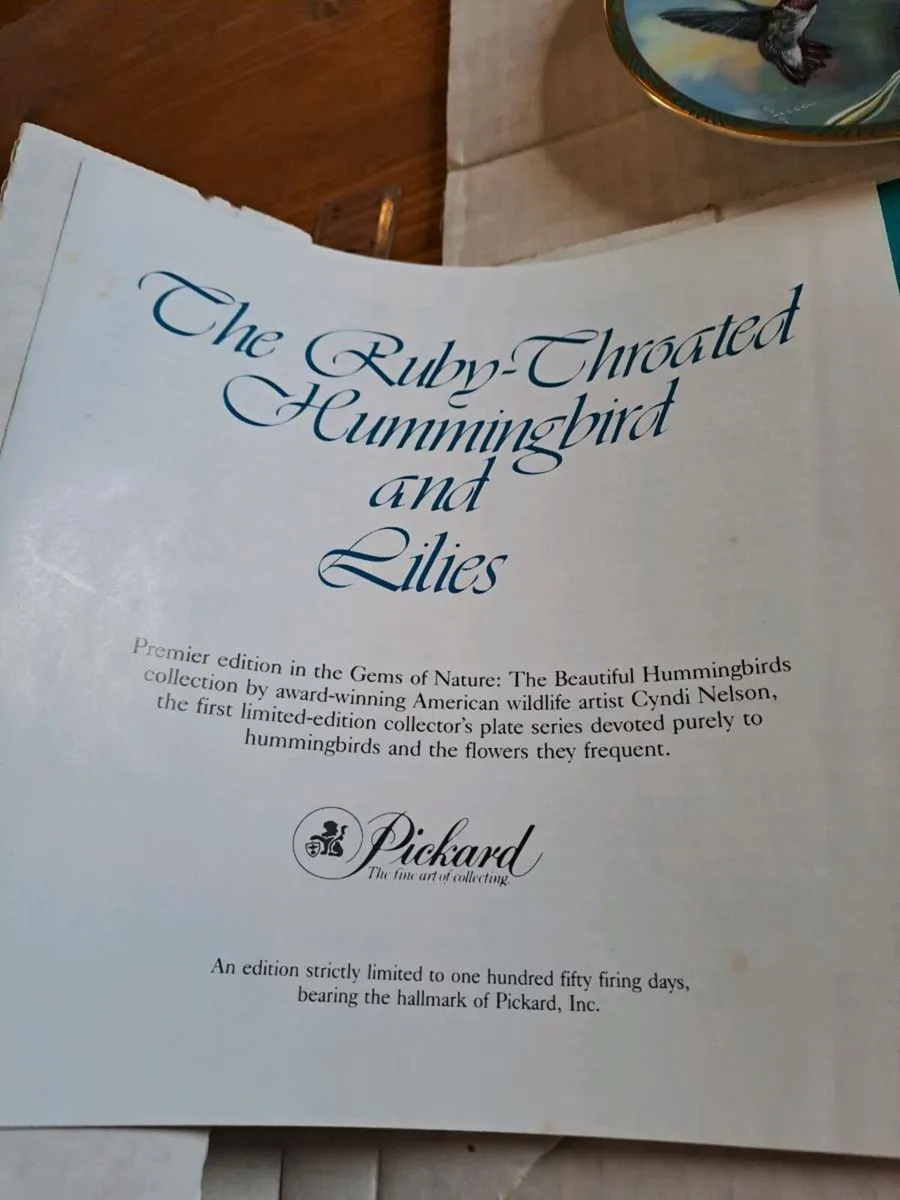 The Ruby-Throated
Hummingbird
and
Lilies
Premier edition in the Gems of Nature: The Beautiful Hummingbirds
collection by award-winning American wildlife artist Cyndi Nelson,
the first limited-edition collector's plate series devoted purely to
hummingbirds and the flowers they frequent.
Pickard
The fine art of collecting.
An edition strictly limited to one hundred fifty firing days,
bearing the hallmark of Pickard, Inc.